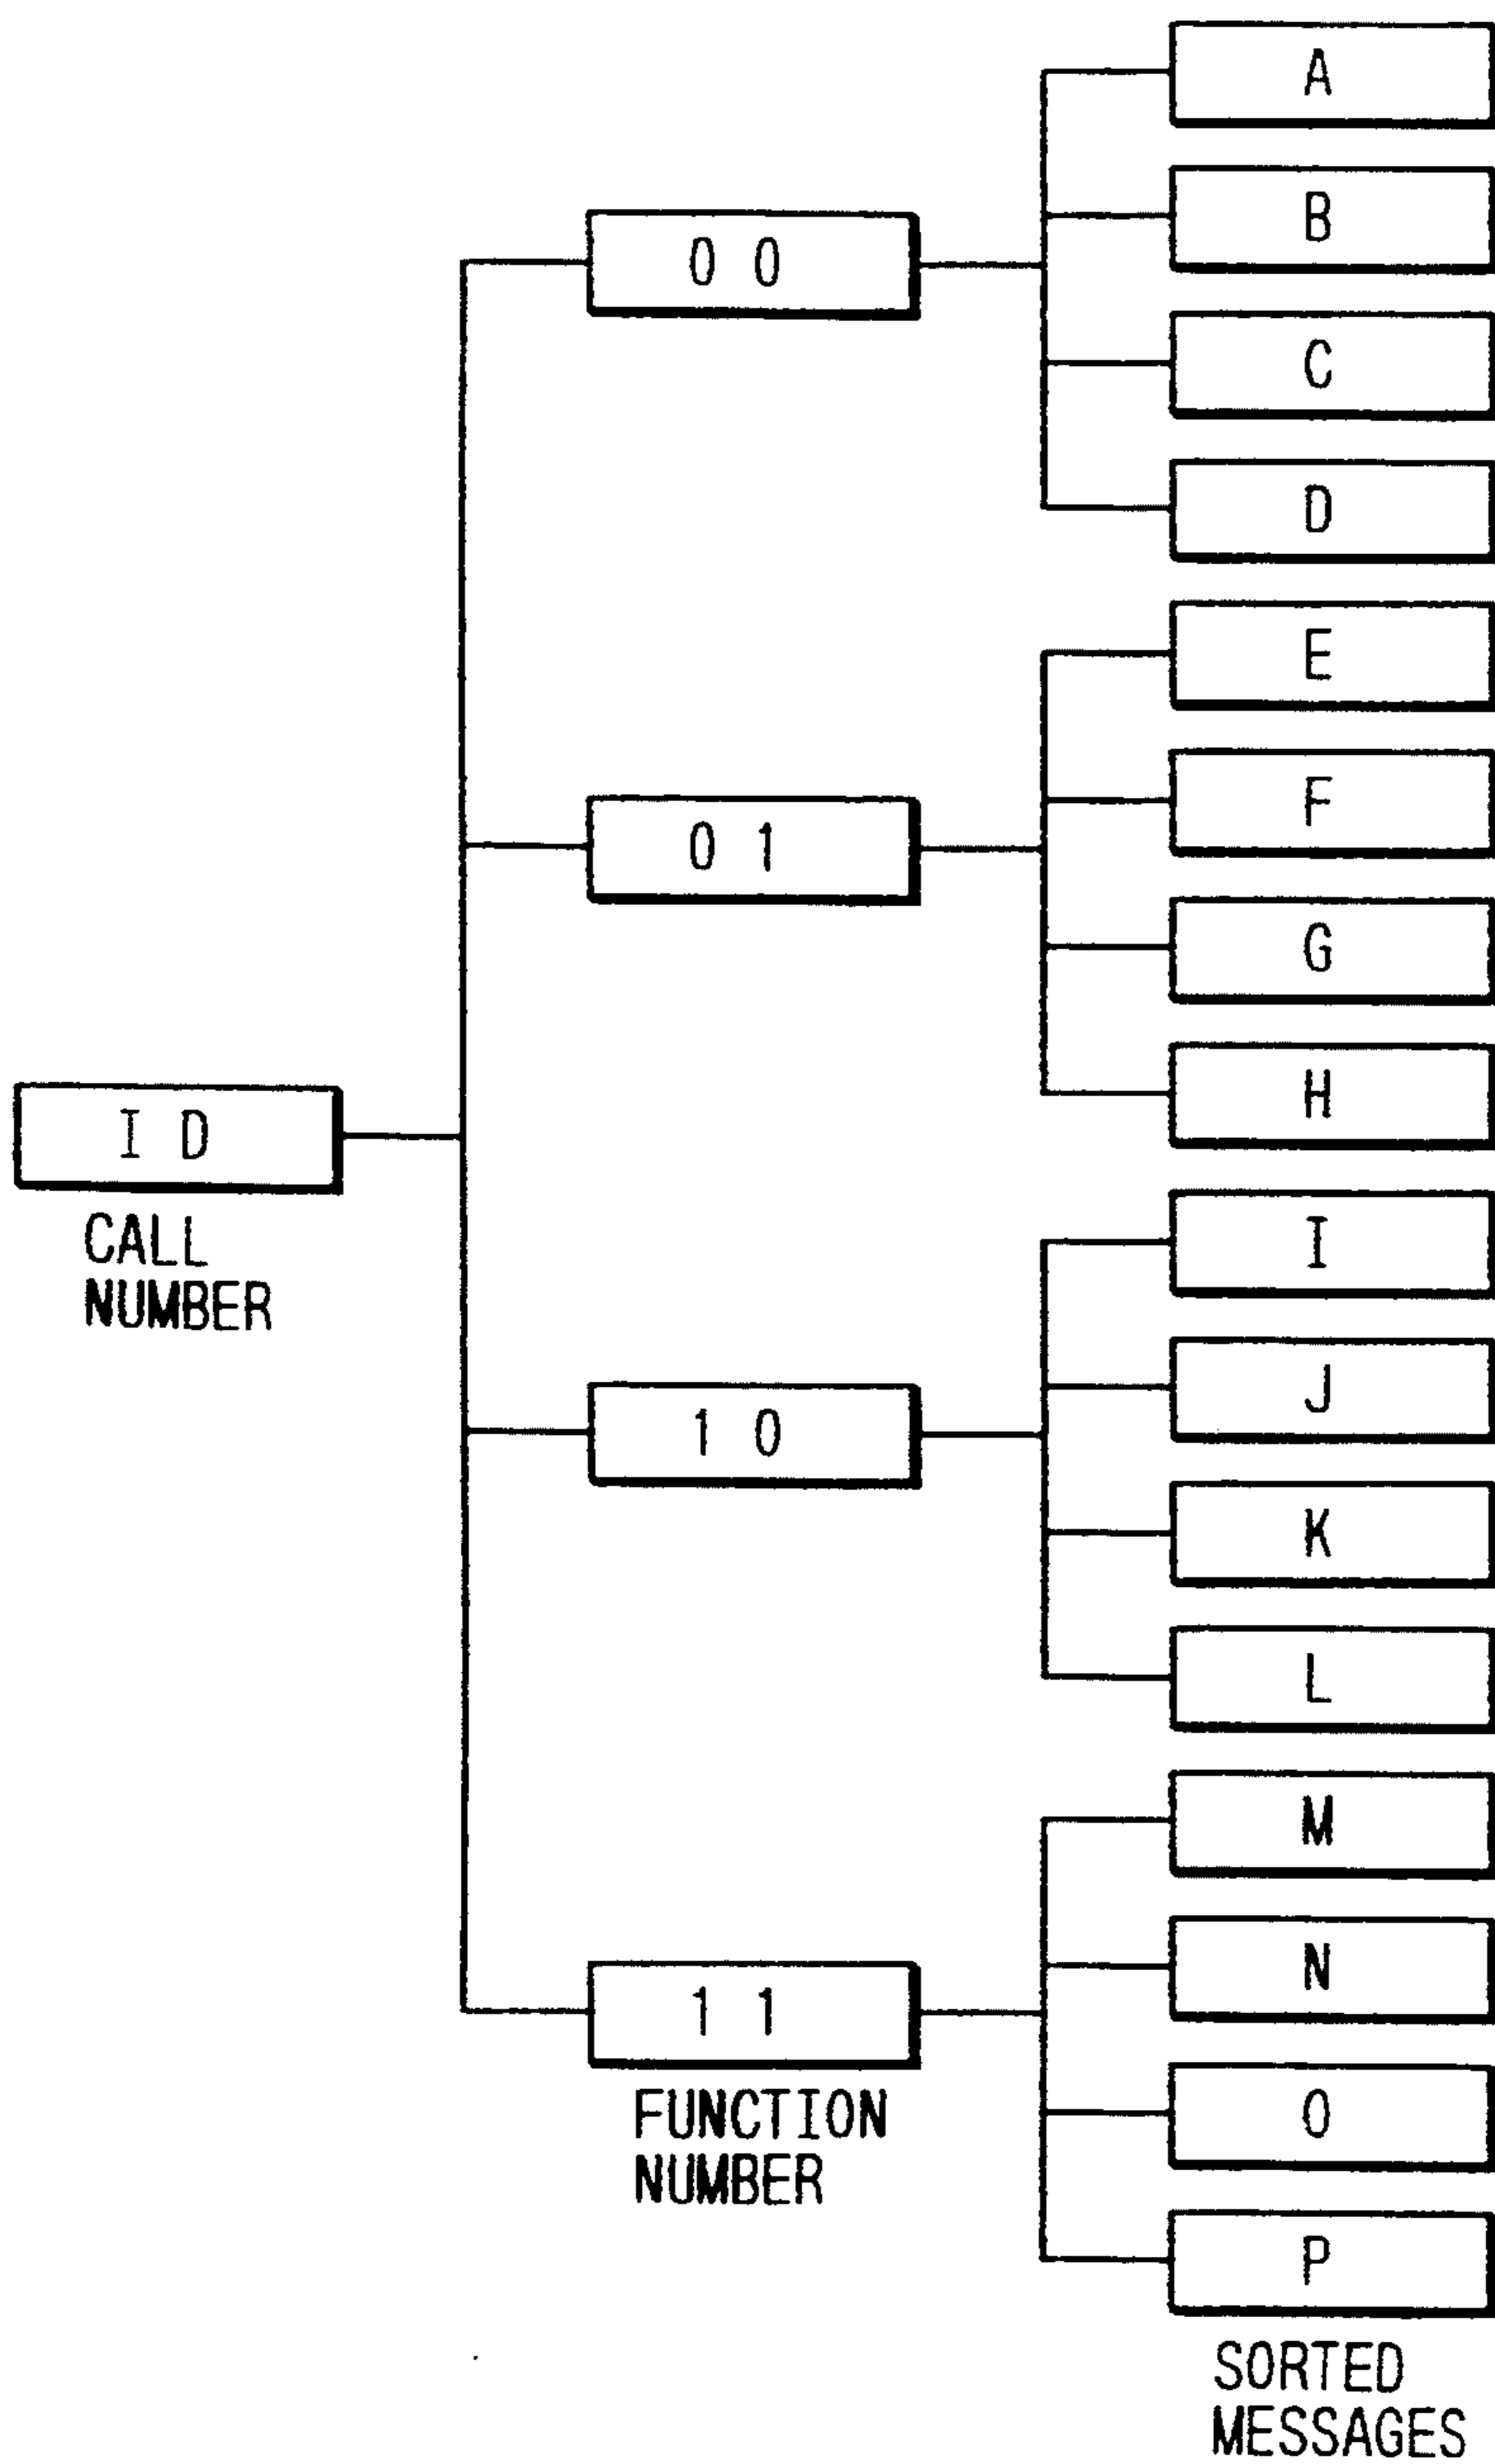 A
B
0 0
C
D
E
F
0 1
G
H
I D
CALL
NUMBER
I
J
1 0
K
L
M
N
1 1
FUNCTION
NUMBER
O
P
SORTED
MESSAGES